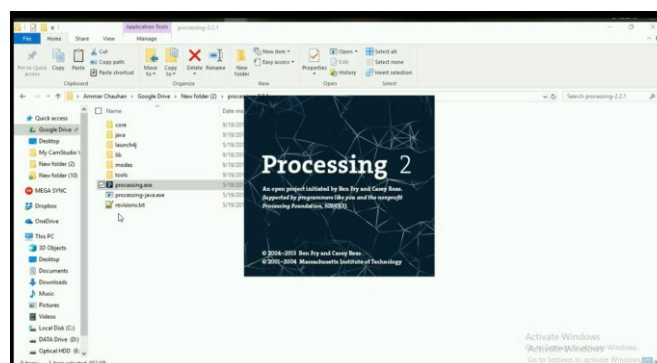 Application Tools processing-2.2.1
File Home Share View Manage
Pin to Quick access
Copy
Paste
Cut
Copy path
Paste shortcut
Move to
Copy to
Delete
Rename
New folder
New item
Easy access
Properties
Open
Edit
History
Select all
Select none
Invert selection
Clipboard Organize New Open Select
Ammar Chauhan > Google Drive > New folder (2) >
Search processing-2.2.1
Name
Quick access
Google Drive
Desktop
My CamStudio
New folder (2)
New folder (10)
MEGA SYNC
Dropbox
OneDrive
This PC
3D Objects
Desktop
Documents
Downloads
Music
Pictures
Videos
Local Disk (C:)
DATA Drive (D:)
Optical HDD (E:)
core
java
launch4j
lib
modes
tools
processing.exe
processing-java.exe
revisions.txt
Processing 2
An open project initiated by Ben Fry and Casey Reas.
Supported by programmers like you and the nonprofit
Processing Foundation, 501(c)(3).
© 2004–2013 Ben Fry and Casey Reas
© 2001–2004 Massachusetts Institute of Technology
Activate Windows
Go to Settings to activate Windows.